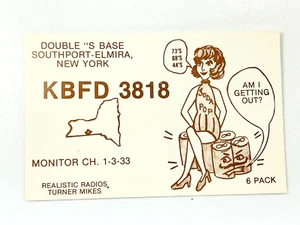 DOUBLE "S BASE
SOUTHPORT-ELMIRA,
NEW YORK
KBFD 3818
MONITOR CH. 1-3-33
REALISTIC RADIOS,
TURNER MIKES
73'S
88'S
44'S
POP
AM I
GETTING
OUT?
6 PACK